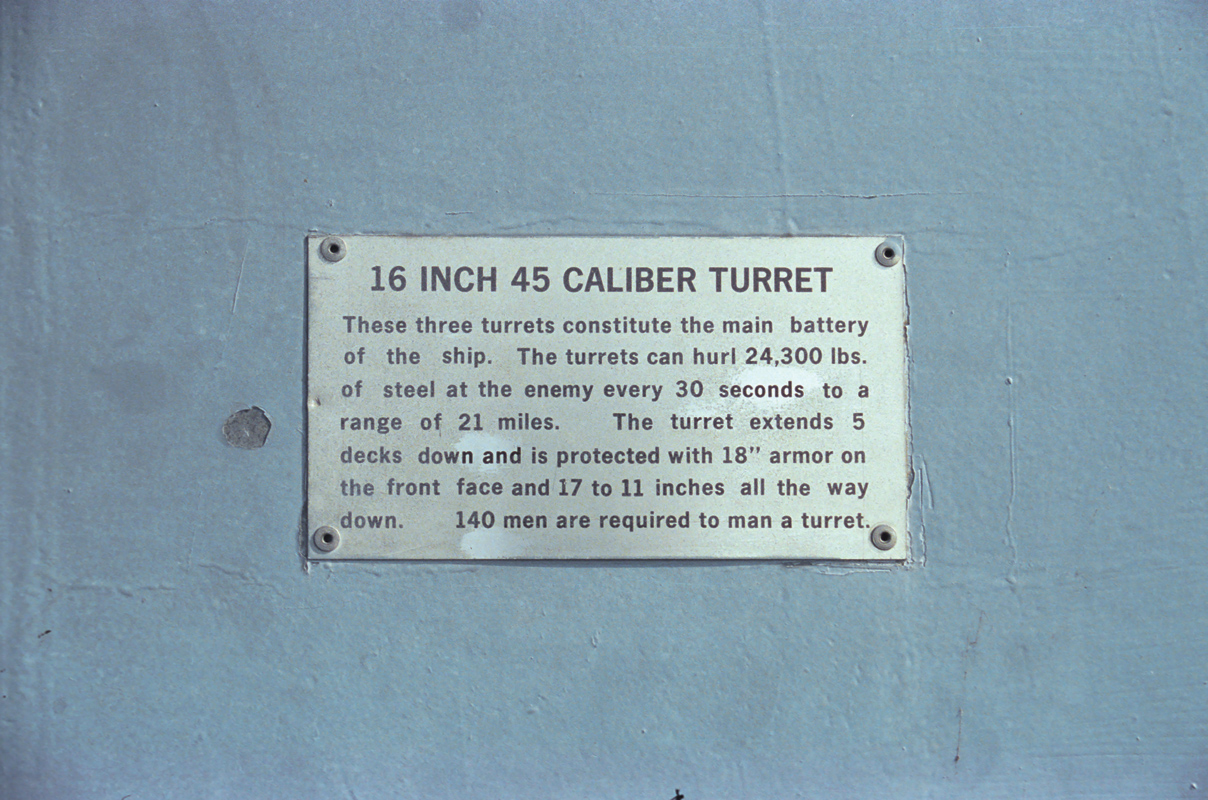 16 INCH 45 CALIBER TURRET
These three turrets constitute the main battery
of the ship. The turrets can hurl 24,300 lbs.
of steel at the enemy every 30 seconds to a
range of 21 miles. The turret extends 5
decks down and is protected with 18” armor on
the front face and 17 to 11 inches all the way
down. 140 men are required to man a turret.